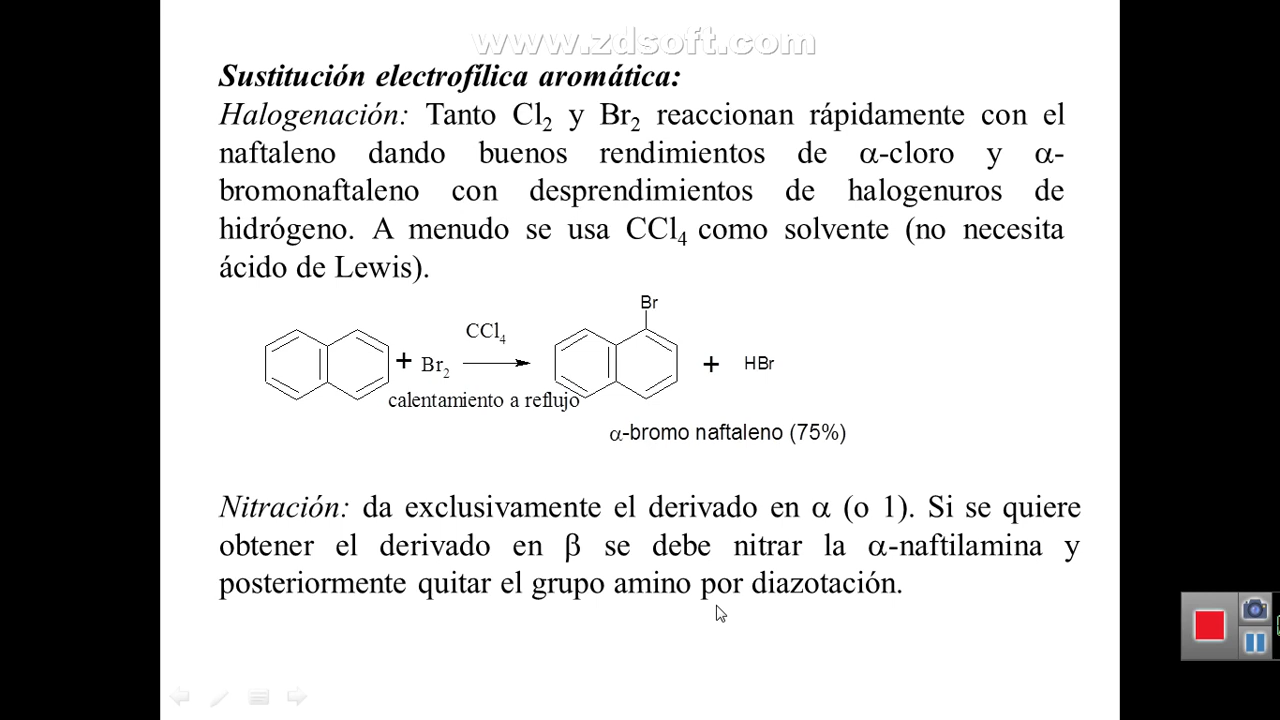 www.zdsoft.com
Sustitución electrofílica aromática:
Halogenación: Tanto Cl2 y Br2 reaccionan rápidamente con el
naftaleno dando buenos rendimientos de α-cloro y α-
bromonaftaleno con desprendimientos de halogenuros de
hidrógeno. A menudo se usa CCl4 como solvente (no necesita
ácido de Lewis).
Br
CCl4
+ Br2 + HBr
calentamiento a reflujo
α-bromo naftaleno (75%)
Nitración: da exclusivamente el derivado en α (o 1). Si se quiere
obtener el derivado en β se debe nitrar la α-naftilamina y
posteriormente quitar el grupo amino por diazotación.